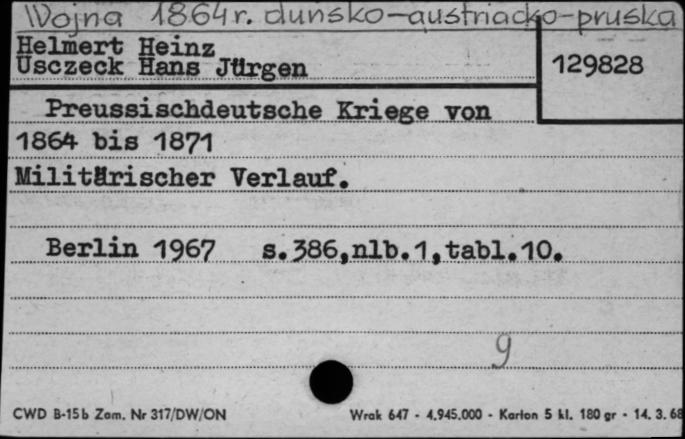 Wojna 1864 r. duńsko-austriacko-pruska
Helmert Heinz
Usczeck Hans Jürgen
129828
Preussischdeutsche Kriege von
1864 bis 1871
Militärischer Verlauf.
Berlin 1967 s.386,nlb.1,tabl.10.
9
CWD B-15b Zam. Nr 317/DW/ON
Wrak 647 - 4.945.000 - Karton 5 kl. 180 gr - 14. 3. 68